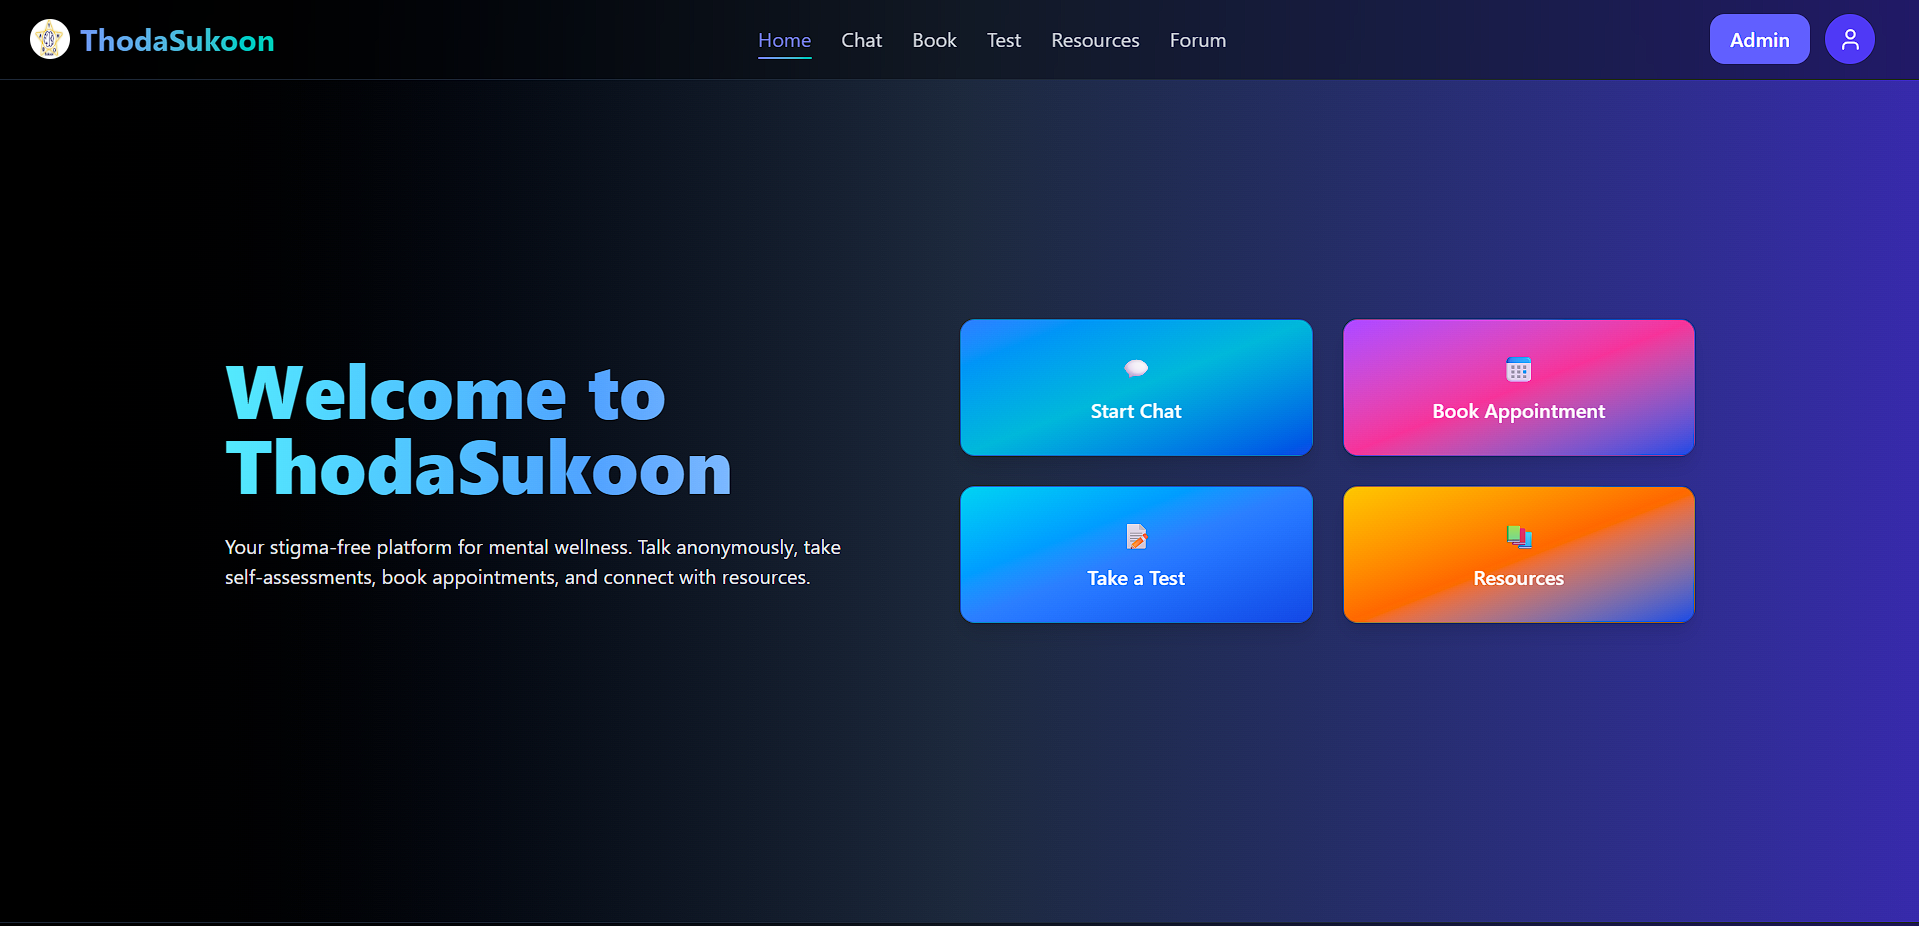 ThodaSukoon
Home
Chat
Book
Test
Resources
Forum
Admin
Welcome to
ThodaSukoon
Your stigma-free platform for mental wellness. Talk anonymously, take
self-assessments, book appointments, and connect with resources.
Start Chat
Book Appointment
Take a Test
Resources